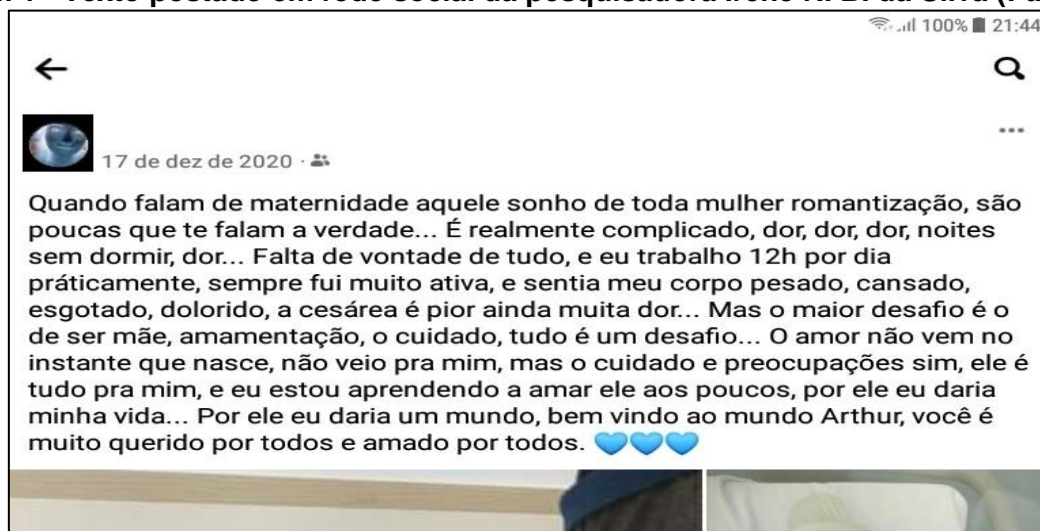 100% 21:44
17 de dez de 2020
Quando falam de maternidade aquele sonho de toda mulher romantização, são
poucas que te falam a verdade... É realmente complicado, dor, dor, dor, noites
sem dormir, dor... Falta de vontade de tudo, e eu trabalho 12h por dia
práticamente, sempre fui muito ativa, e sentia meu corpo pesado, cansado,
esgotado, dolorido, a cesárea é pior ainda muita dor... Mas o maior desafio é o
de ser mãe, amamentação, o cuidado, tudo é um desafio... O amor não vem no
instante que nasce, não veio pra mim, mas o cuidado e preocupações sim, ele é
tudo pra mim, e eu estou aprendendo a amar ele aos poucos, por ele eu daria
minha vida... Por ele eu daria um mundo, bem vindo ao mundo Arthur, você é
muito querido por todos e amado por todos. 💙💙💙